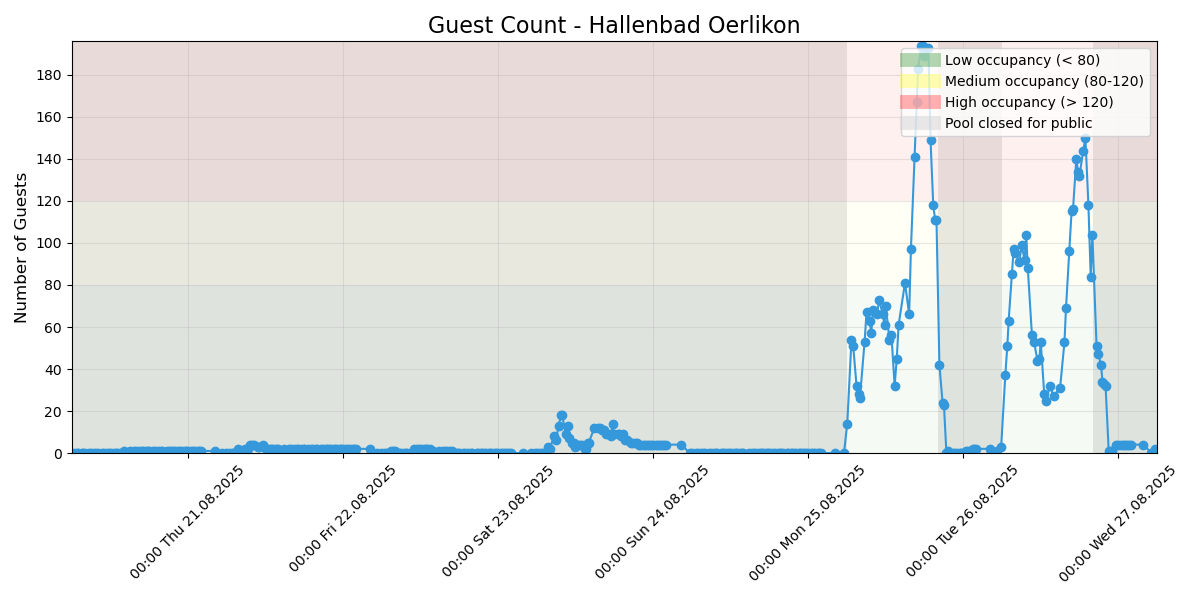 Guest Count - Hallenbad Oerlikon
Number of Guests
180
160
140
120
100
80
60
40
20
0
Low occupancy (< 80)
Medium occupancy (80-120)
High occupancy (> 120)
Pool closed for public
00:00 Thu 21.08.2025
00:00 Fri 22.08.2025
00:00 Sat 23.08.2025
00:00 Sun 24.08.2025
00:00 Mon 25.08.2025
00:00 Tue 26.08.2025
00:00 Wed 27.08.2025